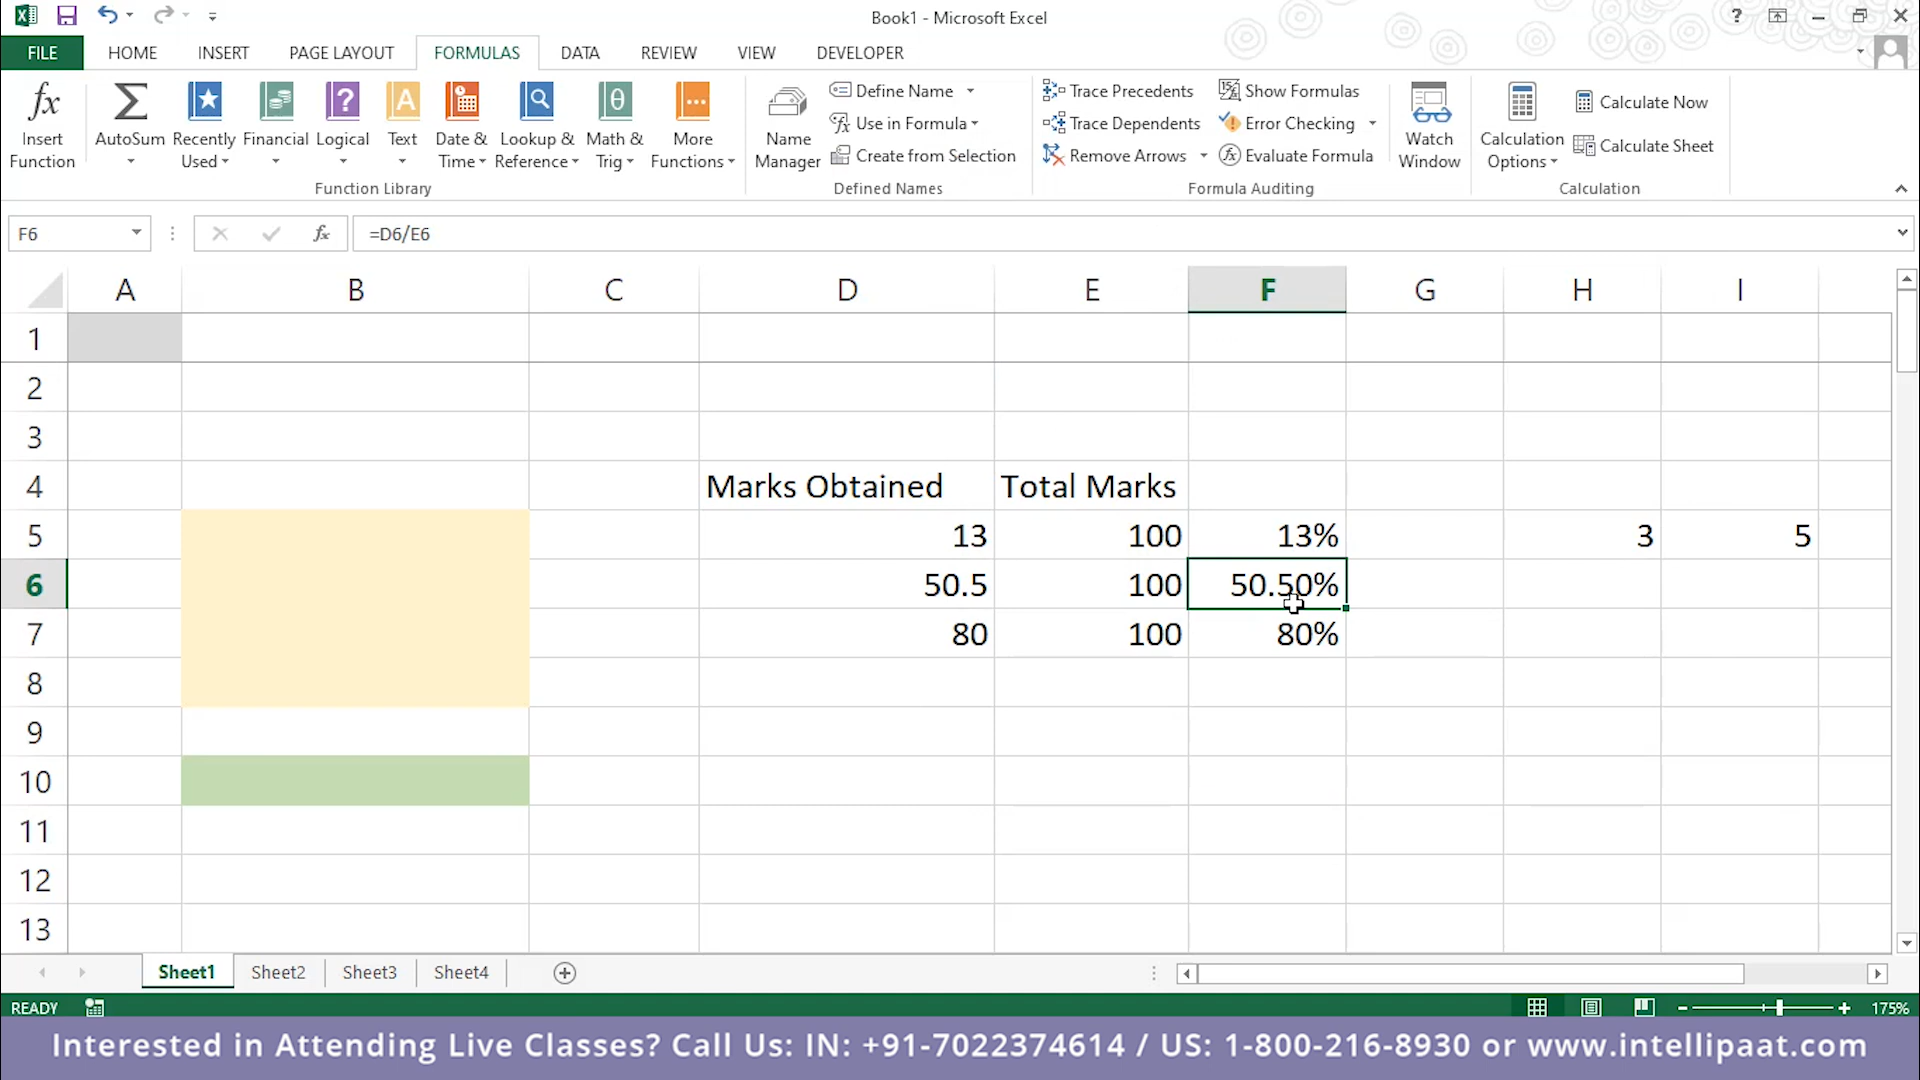 Book1 - Microsoft Excel
FILE HOME INSERT PAGE LAYOUT FORMULAS DATA REVIEW VIEW DEVELOPER
Insert Function
AutoSum
Recently Used
Financial
Logical
Text
Date & Time
Lookup & Reference
Math & Trig
More Functions
Function Library
Name Manager
Define Name
Use in Formula
Create from Selection
Defined Names
Trace Precedents
Trace Dependents
Remove Arrows
Show Formulas
Error Checking
Evaluate Formula
Formula Auditing
Watch Window
Calculation Options
Calculate Now
Calculate Sheet
Calculation
F6 fx =D6/E6
A B C D E F G H I
1
2
3
4 Marks Obtained Total Marks
5 13 100 13% 3 5
6 50.5 100 50.50%
7 80 100 80%
8
9
10
11
12
13
Sheet1 Sheet2 Sheet3 Sheet4
READY 175%
Interested in Attending Live Classes? Call Us: IN: +91-7022374614 / US: 1-800-216-8930 or www.intellipaat.com